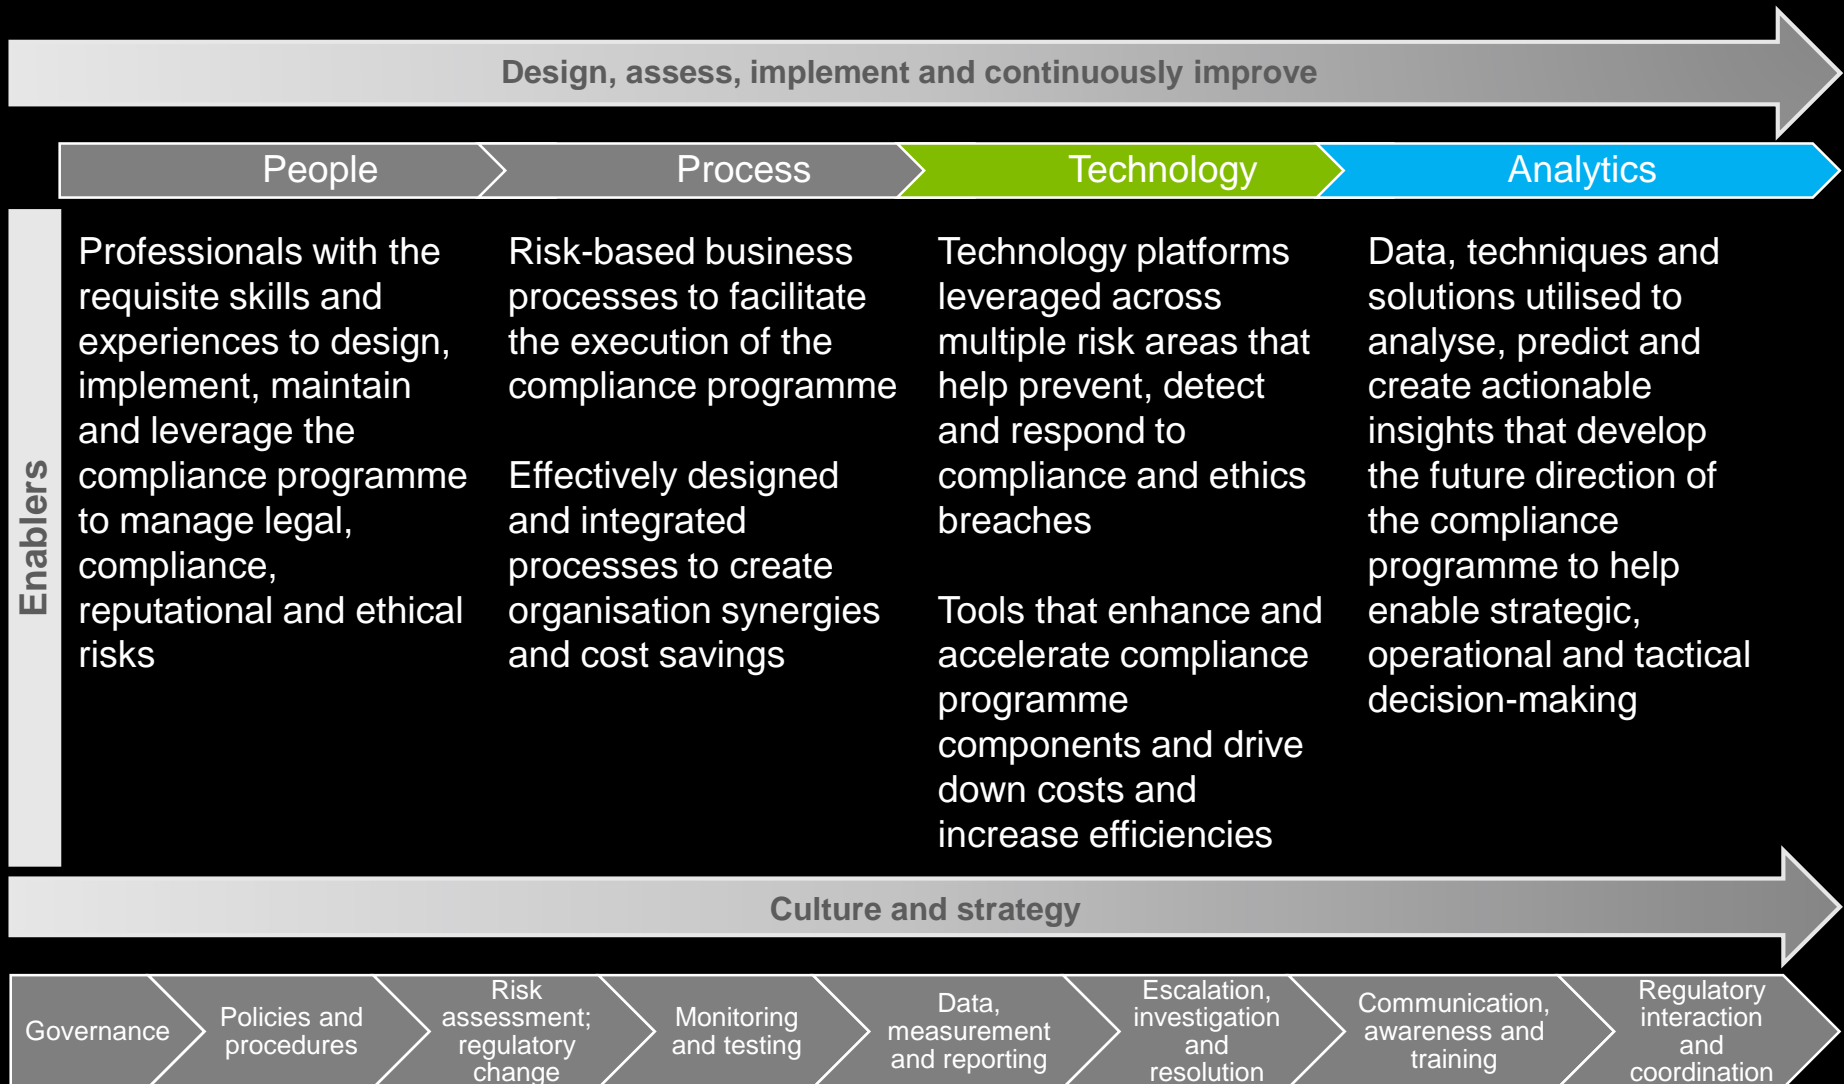 Design, assess, implement and continuously improve
People
Process
Technology
Analytics
Enablers
Professionals with the
requisite skills and
experiences to design,
implement, maintain
and leverage the
compliance programme
to manage legal,
compliance,
reputational and ethical
risks
Risk-based business
processes to facilitate
the execution of the
compliance programme
Effectively designed
and integrated
processes to create
organisation synergies
and cost savings
Technology platforms
leveraged across
multiple risk areas that
help prevent, detect
and respond to
compliance and ethics
breaches
Tools that enhance and
accelerate compliance
programme
components and drive
down costs and
increase efficiencies
Data, techniques and
solutions utilised to
analyse, predict and
create actionable
insights that develop
the future direction of
the compliance
programme to help
enable strategic,
operational and tactical
decision-making
Culture and strategy
Governance
Policies and
procedures
Risk
assessment;
regulatory
change
Monitoring
and testing
Data,
measurement
and reporting
Escalation,
investigation
and
resolution
Communication,
awareness and
training
Regulatory
interaction
and
coordination